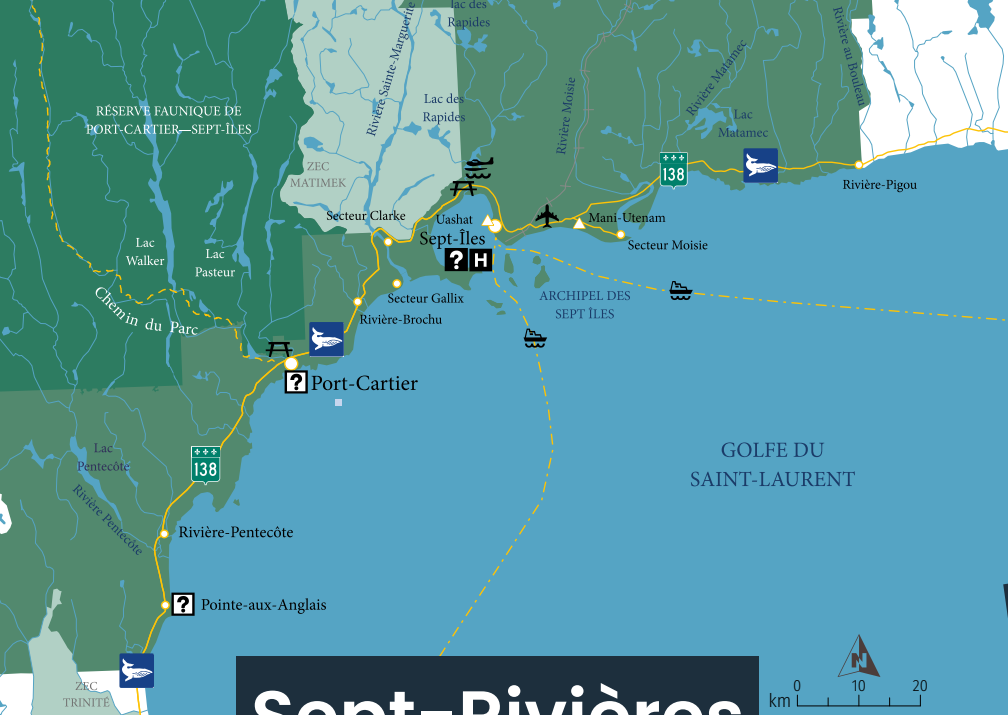 lac des
Rapides
Rivière Sainte-Marguerite
Rivière Moisie
Rivière Matamec
Rivière au Bouleau
Lac des
Rapides
RÉSERVE FAUNIQUE DE
PORT-CARTIER—SEPT-ÎLES
Lac
Matamec
ZEC
MATIMEK
138
Rivière-Pigou
Secteur Clarke
Uashat
Mani-Utenam
Sept-Îles
Secteur Moisie
? H
Lac
Walker
Lac
Pasteur
Chemin du Parc
Secteur Gallix
ARCHIPEL DES
SEPT ÎLES
Rivière-Brochu
?
Port-Cartier
Lac
Pentecôte
138
GOLFE DU
SAINT-LAURENT
Rivière Pentecôte
Rivière-Pentecôte
?
Pointe-aux-Anglais
ZEC
TRINITÉ
Sept-Rivières
N
km 0 10 20